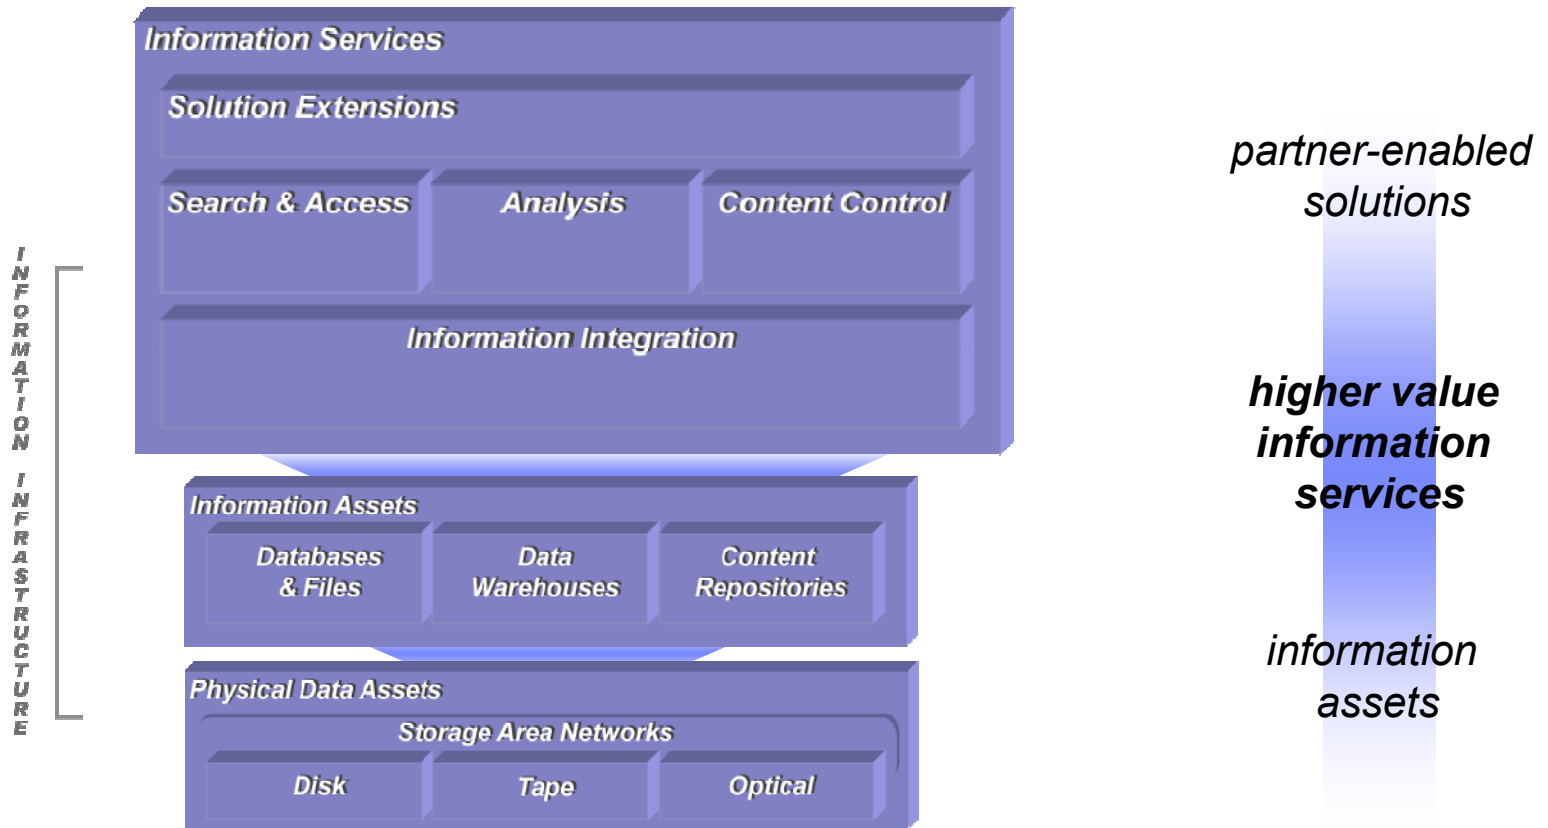 Information Services
Solution Extensions
Search & Access
Analysis
Content Control
Information Integration
Information Assets
Databases
& Files
Data
Warehouses
Content
Repositories
Physical Data Assets
Storage Area Networks
Disk
Tape
Optical
INFORMATION INFRASTRUCTURE
partner-enabled
solutions
higher value
information
services
information
assets